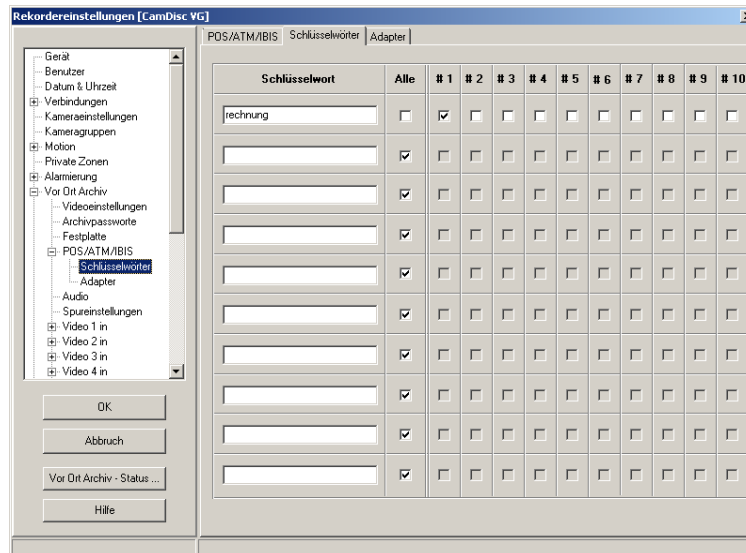 Rekordereinstellungen [CamDisc VG]
POS/ATM/IBIS Schlüsselwörter Adapter
Gerät
Benutzer
Datum & Uhrzeit
Verbindungen
Kameraeinstellungen
Kameragruppen
Motion
Private Zonen
Alarmierung
Vor Ort Archiv
Videoeinstellungen
Archivpassworte
Festplatte
POS/ATM/IBIS
Schlüsselwörter
Adapter
Audio
Spureinstellungen
Video 1 in
Video 2 in
Video 3 in
Video 4 in
OK
Abbruch
Vor Ort Archiv - Status ...
Hilfe
Schlüsselwort Alle # 1 # 2 # 3 # 4 # 5 # 6 # 7 # 8 # 9 # 10
rechnung